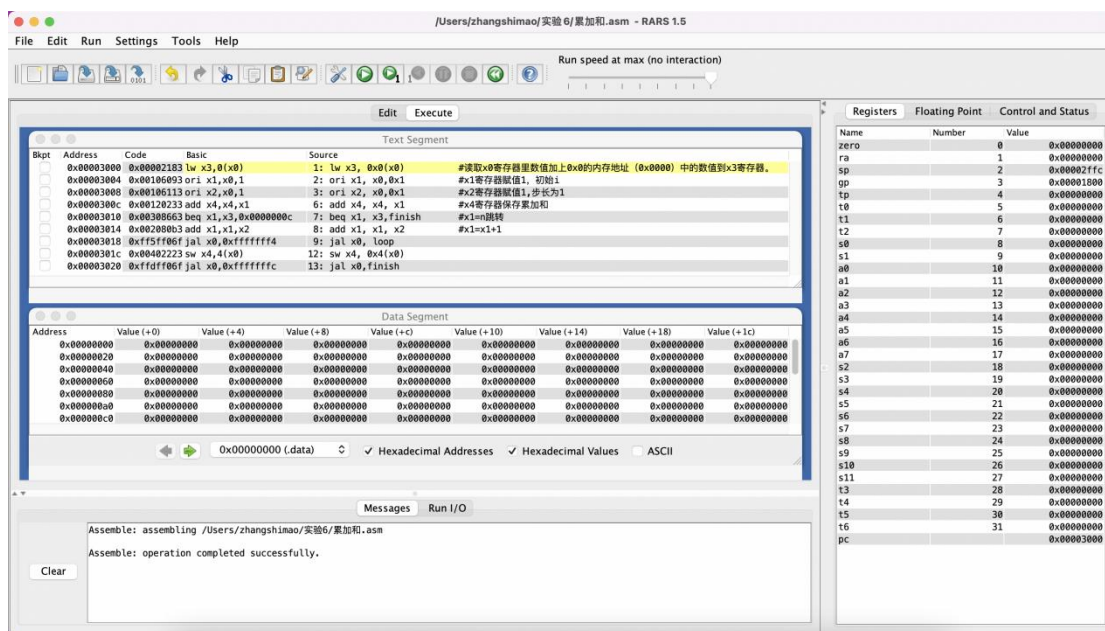 /Users/zhangshimao/实验6/累加和.asm - RARS 1.5
File Edit Run Settings Tools Help
Run speed at max (no interaction)
Edit Execute
Text Segment
Bkpt Address Code Basic Source
0x00003000 0x00002183 lw x3,0(x0) 1: lw x3, 0x0(x0) #读取x0寄存器里数值加上0x0的内存地址（0x0000）中的数值到x3寄存器。
0x00003004 0x00106093 ori x1,x0,1 2: ori x1, x0,0x1 #x1寄存器赋值1，初始i
0x00003008 0x00106113 ori x2,x0,1 3: ori x2, x0,0x1 #x2寄存器赋值1,步长为1
0x0000300c 0x00120233 add x4,x4,x1 6: add x4, x4, x1 #x4寄存器保存累加和
0x00003010 0x00308663 beq x1,x3,0x0000000c 7: beq x1, x3,finish #x1=n跳转
0x00003014 0x002080b3 add x1,x1,x2 8: add x1, x1, x2 #x1=x1+1
0x00003018 0xff5ff06f jal x0,0xfffffff4 9: jal x0, loop
0x0000301c 0x00402223 sw x4,4(x0) 12: sw x4, 0x4(x0)
0x00003020 0xffdff06f jal x0,0xfffffffc 13: jal x0,finish
Data Segment
Address Value (+0) Value (+4) Value (+8) Value (+c) Value (+10) Value (+14) Value (+18) Value (+1c)
0x00000000 0x00000000 0x00000000 0x00000000 0x00000000 0x00000000 0x00000000 0x00000000 0x00000000
0x00000020 0x00000000 0x00000000 0x00000000 0x00000000 0x00000000 0x00000000 0x00000000 0x00000000
0x00000040 0x00000000 0x00000000 0x00000000 0x00000000 0x00000000 0x00000000 0x00000000 0x00000000
0x00000060 0x00000000 0x00000000 0x00000000 0x00000000 0x00000000 0x00000000 0x00000000 0x00000000
0x00000080 0x00000000 0x00000000 0x00000000 0x00000000 0x00000000 0x00000000 0x00000000 0x00000000
0x000000a0 0x00000000 0x00000000 0x00000000 0x00000000 0x00000000 0x00000000 0x00000000 0x00000000
0x000000c0 0x00000000 0x00000000 0x00000000 0x00000000 0x00000000 0x00000000 0x00000000 0x00000000
0x00000000 (.data) Hexadecimal Addresses Hexadecimal Values ASCII
Messages Run I/O
Assemble: assembling /Users/zhangshimao/实验6/累加和.asm
Assemble: operation completed successfully.
Clear
Registers Floating Point Control and Status
Name Number Value
zero 0 0x00000000
ra 1 0x00000000
sp 2 0x00002ffc
gp 3 0x00001800
tp 4 0x00000000
t0 5 0x00000000
t1 6 0x00000000
t2 7 0x00000000
s0 8 0x00000000
s1 9 0x00000000
a0 10 0x00000000
a1 11 0x00000000
a2 12 0x00000000
a3 13 0x00000000
a4 14 0x00000000
a5 15 0x00000000
a6 16 0x00000000
a7 17 0x00000000
s2 18 0x00000000
s3 19 0x00000000
s4 20 0x00000000
s5 21 0x00000000
s6 22 0x00000000
s7 23 0x00000000
s8 24 0x00000000
s9 25 0x00000000
s10 26 0x00000000
s11 27 0x00000000
t3 28 0x00000000
t4 29 0x00000000
t5 30 0x00000000
t6 31 0x00000000
pc 0x00003000